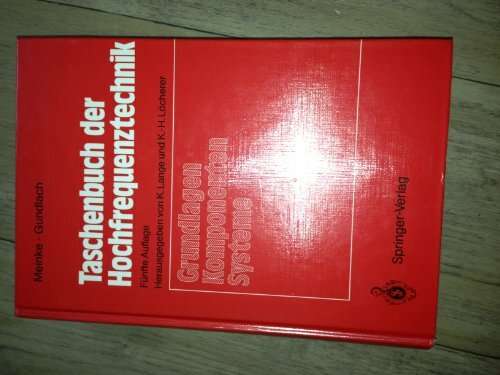 Meinke · Gundlach
Taschenbuch der
Hochfrequenztechnik
Fünfte Auflage
Herausgegeben von K. Lange und K.-H. Löcherer
Grundlagen
Komponenten
Systeme
Springer-Verlag